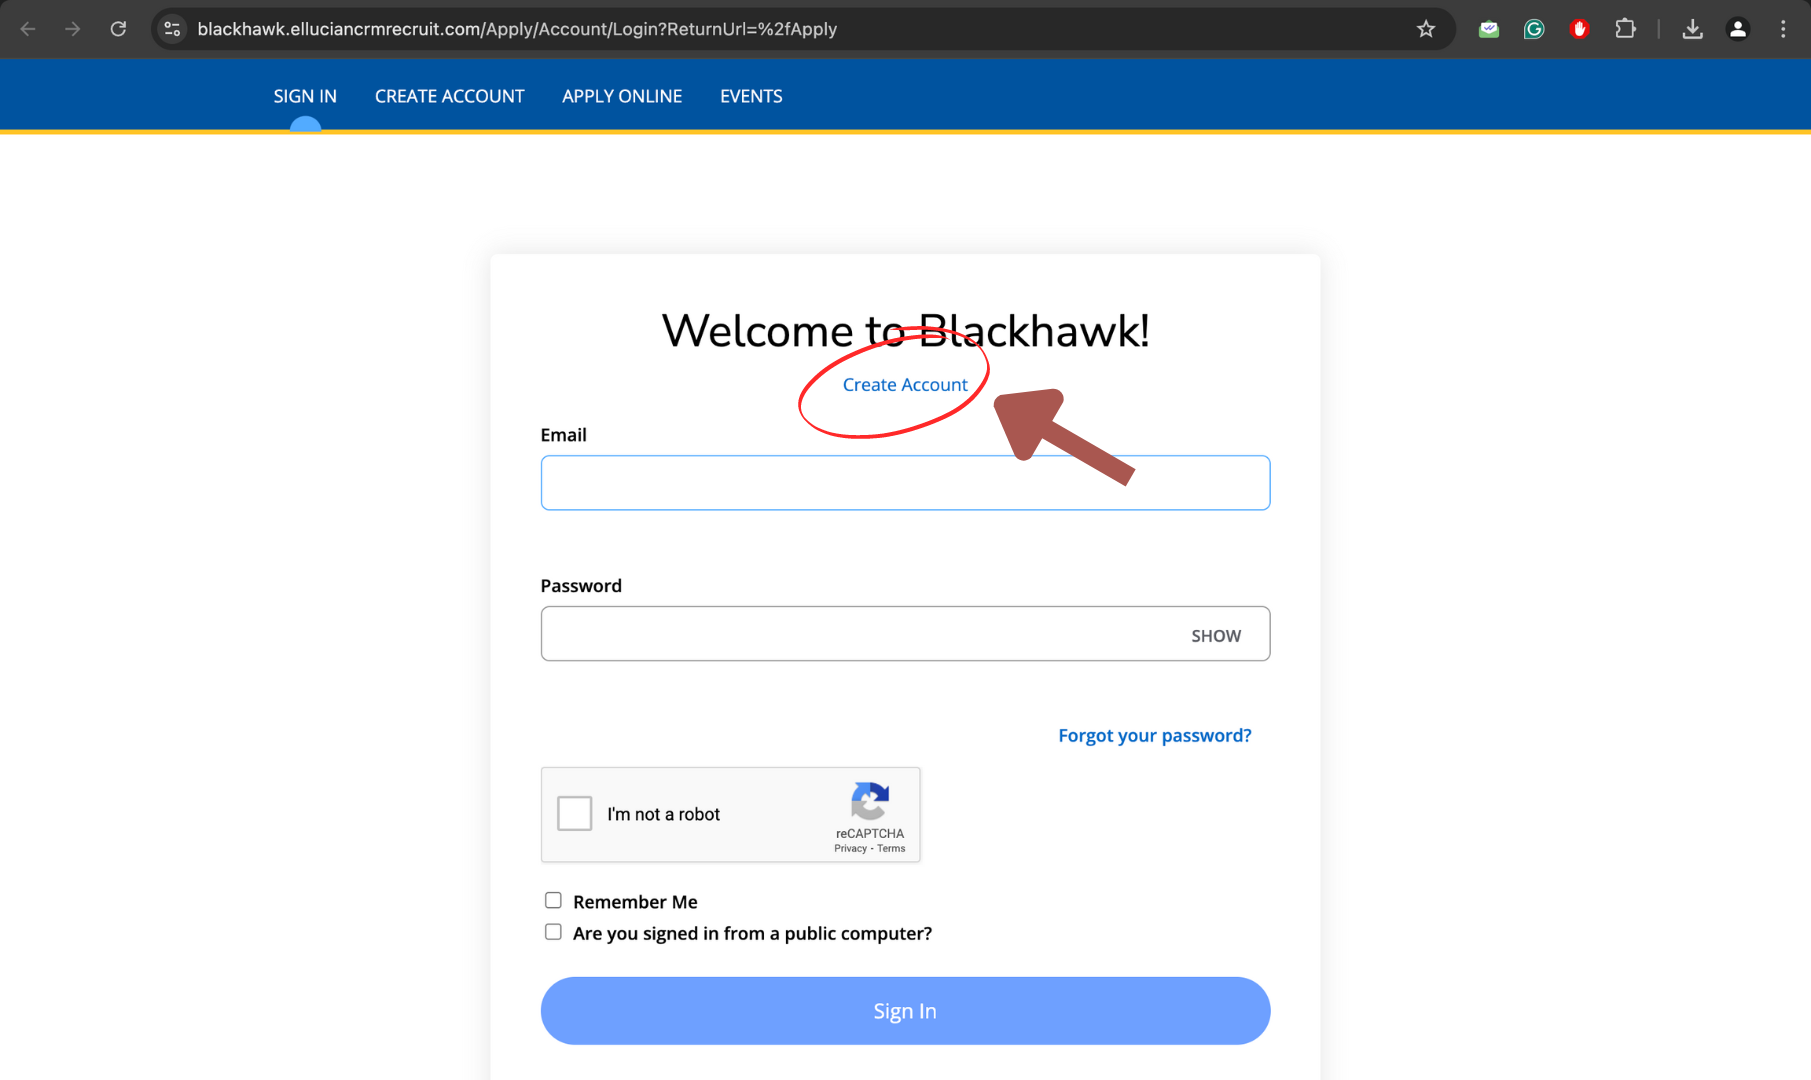 blackhawk.elluciancrmrecruit.com/Apply/Account/Login?ReturnUrl=%2fApply
SIGN IN CREATE ACCOUNT APPLY ONLINE EVENTS
Welcome to Blackhawk!
Create Account
Email
Password
SHOW
Forgot your password?
I'm not a robot
reCAPTCHA
Privacy - Terms
Remember Me
Are you signed in from a public computer?
Sign In